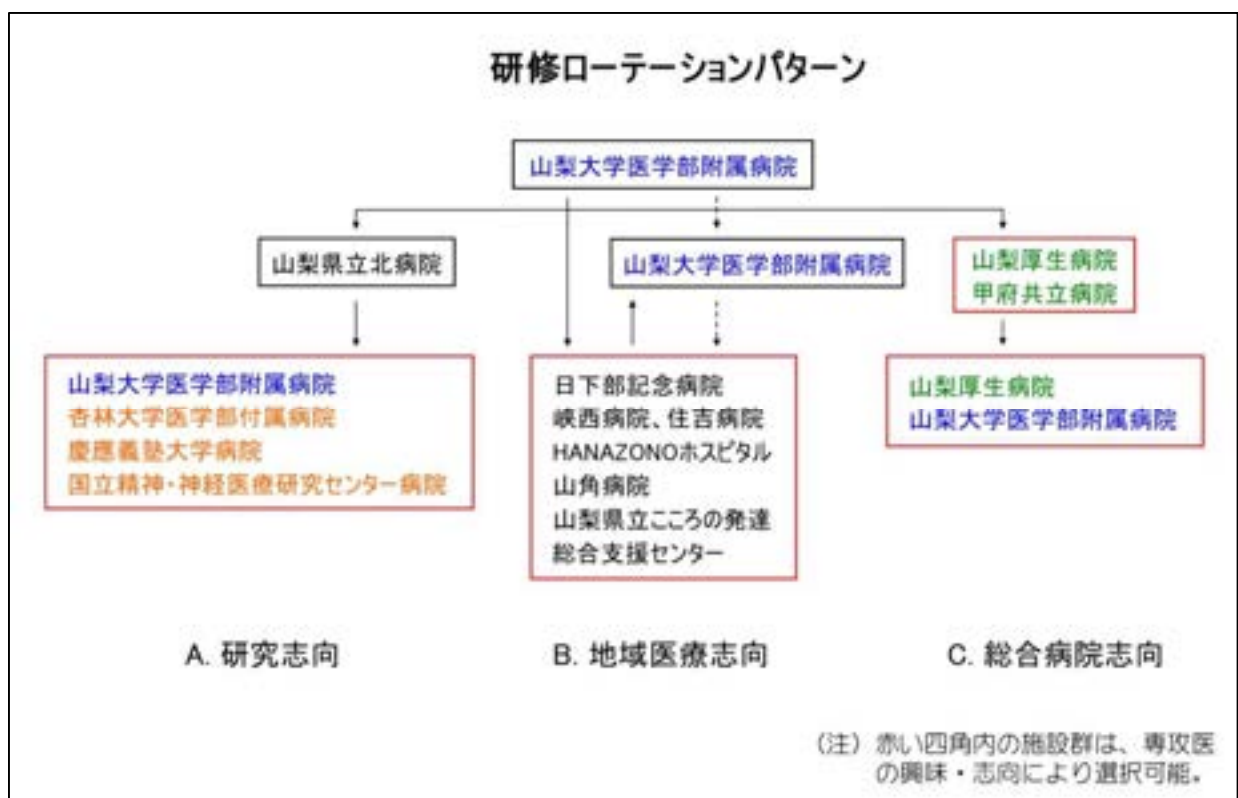 研修ローテーションパターン
山梨大学医学部附属病院
山梨県立北病院
山梨大学医学部附属病院
山梨厚生病院
甲府共立病院
山梨大学医学部附属病院
杏林大学医学部付属病院
慶應義塾大学病院
国立精神・神経医療研究センター病院
日下部記念病院
峡西病院、住吉病院
HANAZONOホスピタル
山角病院
山梨県立こころの発達
総合支援センター
山梨厚生病院
山梨大学医学部附属病院
A. 研究志向
B. 地域医療志向
C. 総合病院志向
(注) 赤い四角内の施設群は、専攻医
の興味・志向により選択可能。